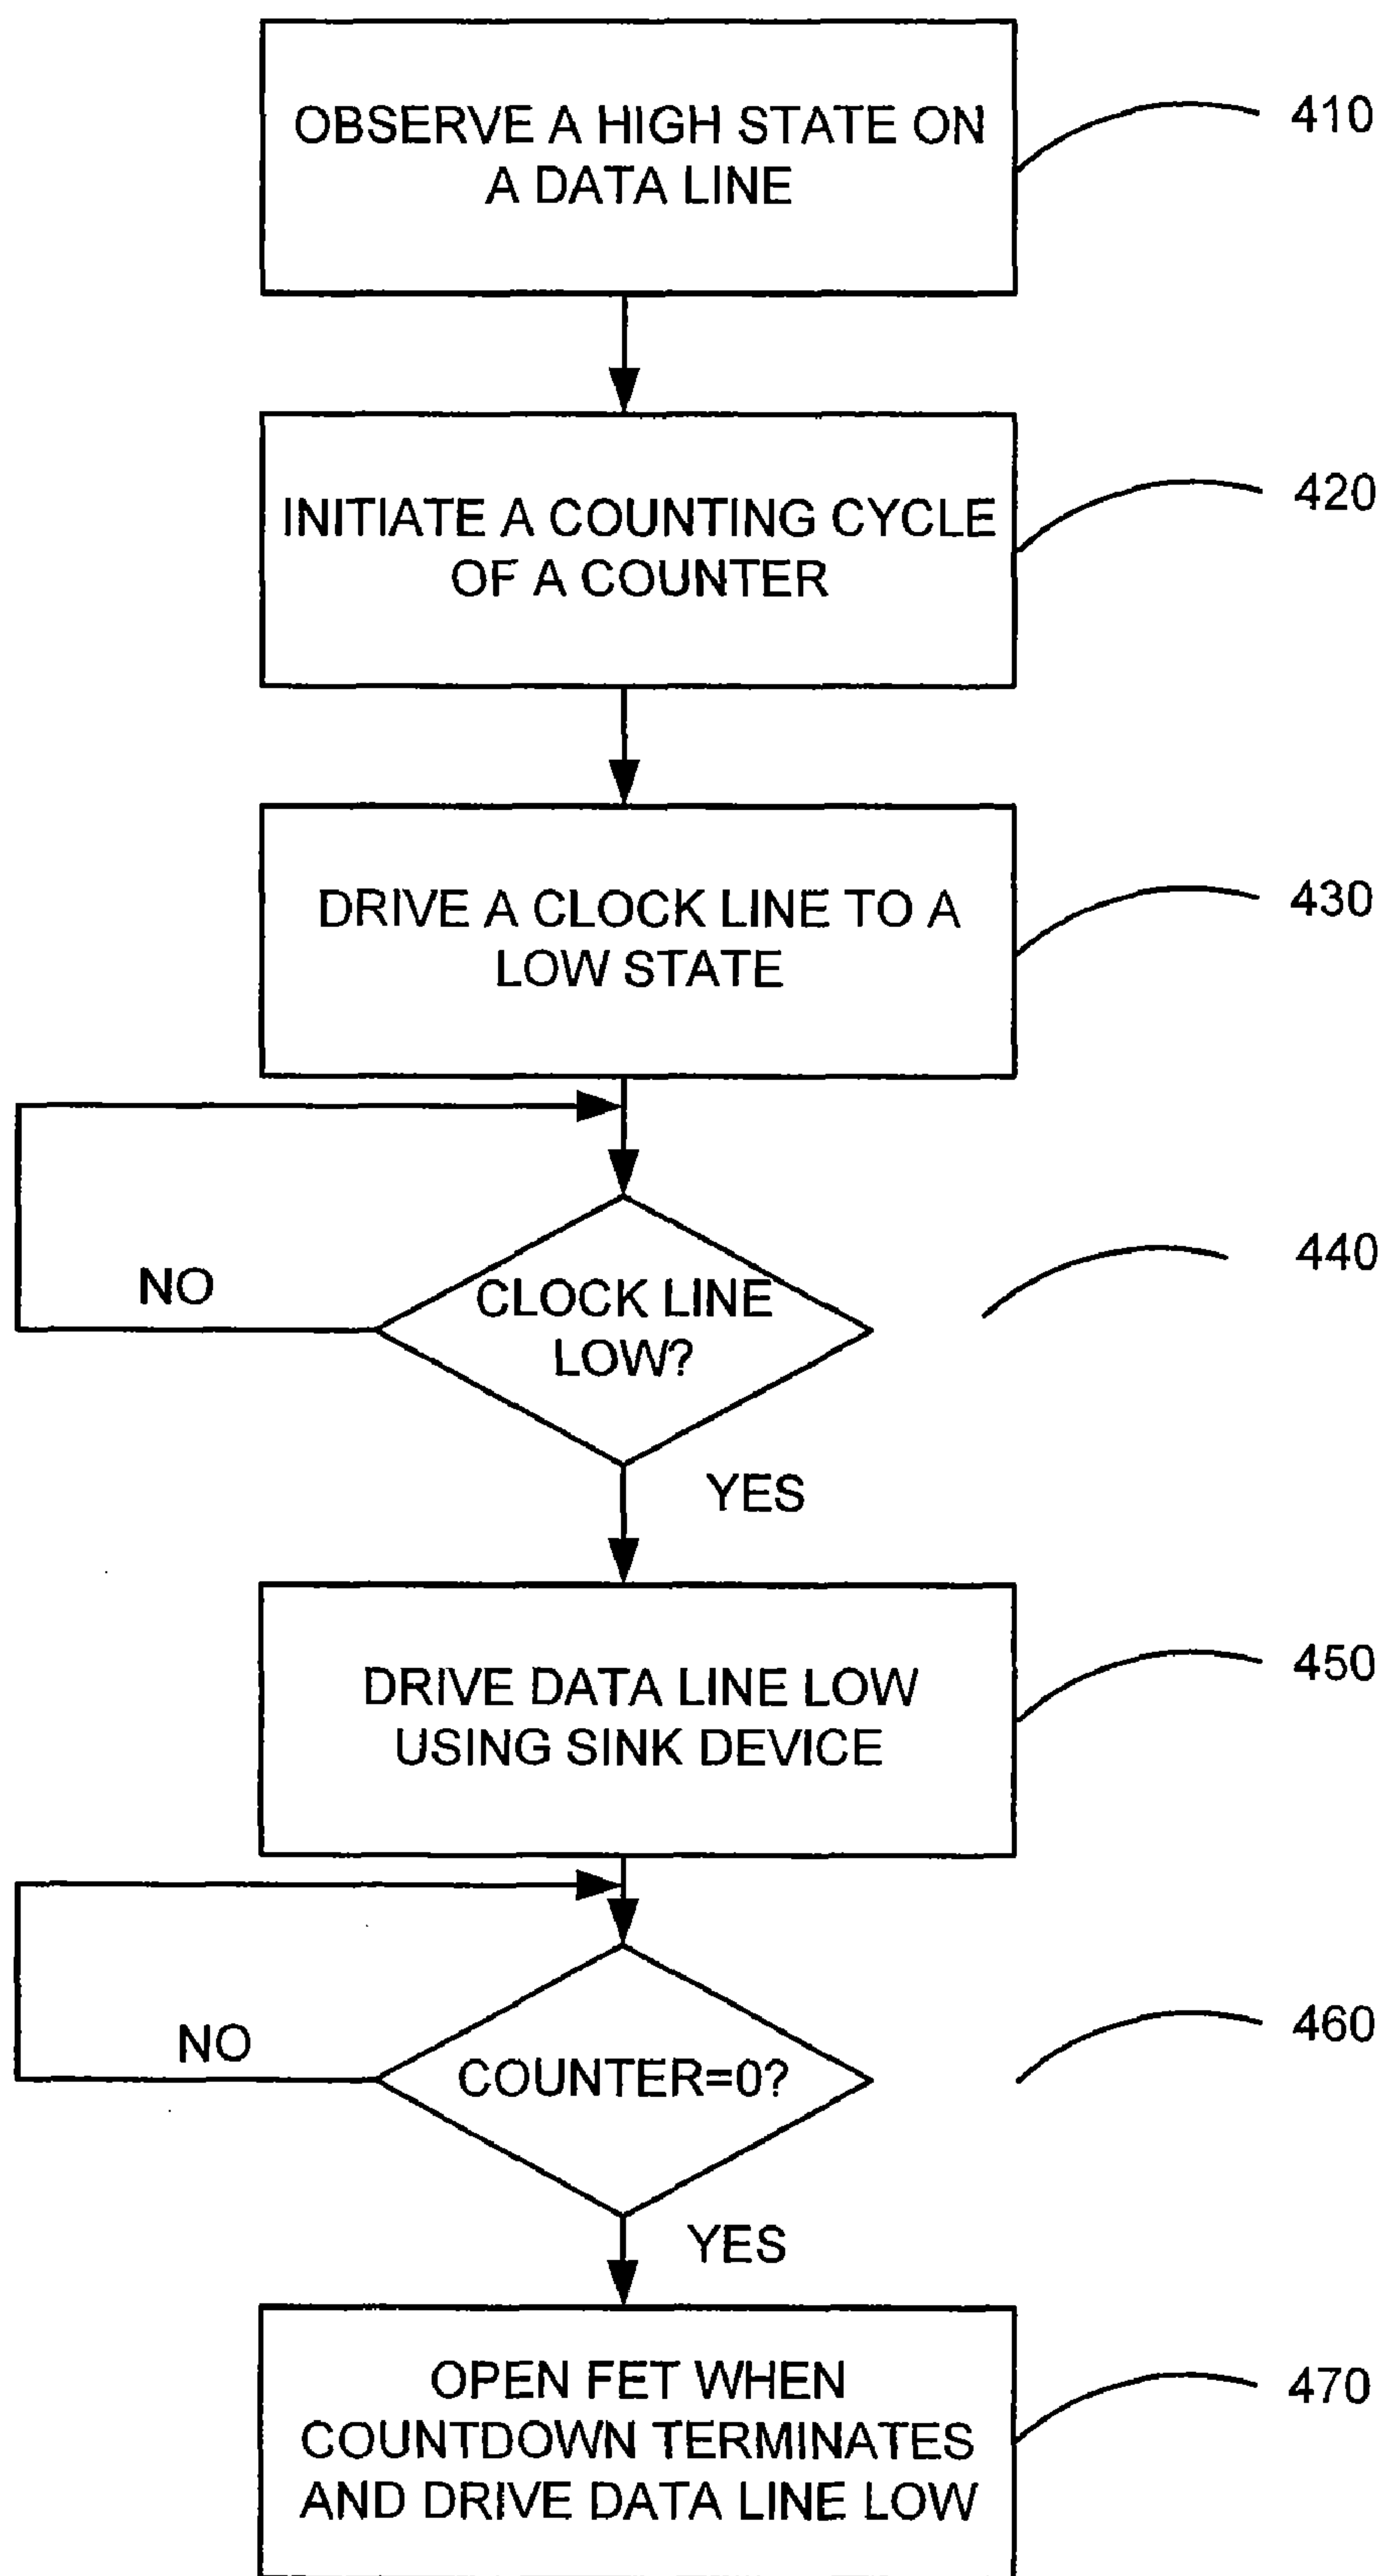 OBSERVE A HIGH STATE ON
A DATA LINE
410
INITIATE A COUNTING CYCLE
OF A COUNTER
420
DRIVE A CLOCK LINE TO A
LOW STATE
430
CLOCK LINE
LOW?
440
NO
YES
DRIVE DATA LINE LOW
USING SINK DEVICE
450
COUNTER=0?
460
NO
YES
OPEN FET WHEN
COUNTDOWN TERMINATES
AND DRIVE DATA LINE LOW
470